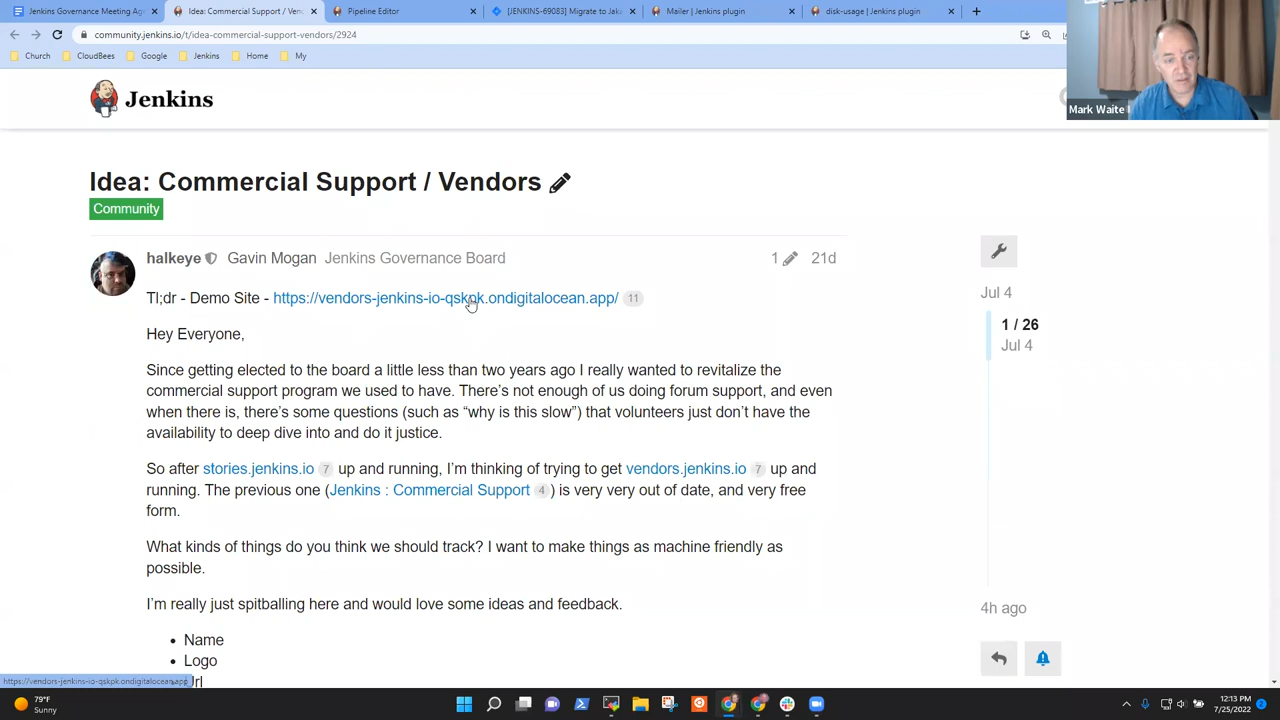 Governance Meeting Ag
Idea: Commercial Support / Ven
Pipeline Editor
[JENKINS-69083] Migrate to Jak
Mailer | Jenkins plugin
disk-usage | Jenkins plugin
community.jenkins.io/t/idea-commercial-support-vendors/2924
Church
CloudBees
Google
Jenkins
Home
My
Mark Waite
Jenkins
Idea: Commercial Support / Vendors
Community
halkeye Gavin Mogan Jenkins Governance Board 1 21d
Tl;dr - Demo Site - https://vendors-jenkins-io-qskpk.ondigitalocean.app/ 11
Hey Everyone,
Since getting elected to the board a little less than two years ago I really wanted to revitalize the
commercial support program we used to have. There's not enough of us doing forum support, and even
when there is, there's some questions (such as “why is this slow”) that volunteers just don't have the
availability to deep dive into and do it justice.
So after stories.jenkins.io 7 up and running, I'm thinking of trying to get vendors.jenkins.io 7 up and
running. The previous one (Jenkins : Commercial Support 4 ) is very very out of date, and very free
form.
What kinds of things do you think we should track? I want to make things as machine friendly as
possible.
I'm really just spitballing here and would love some ideas and feedback.
• Name
• Logo
Url
Jul 4
1 / 26
Jul 4
4h ago
https://vendors-jenkins-io-qskpk.ondigitalocean.app
79°F
Sunny
12:13 PM
7/25/2022
2